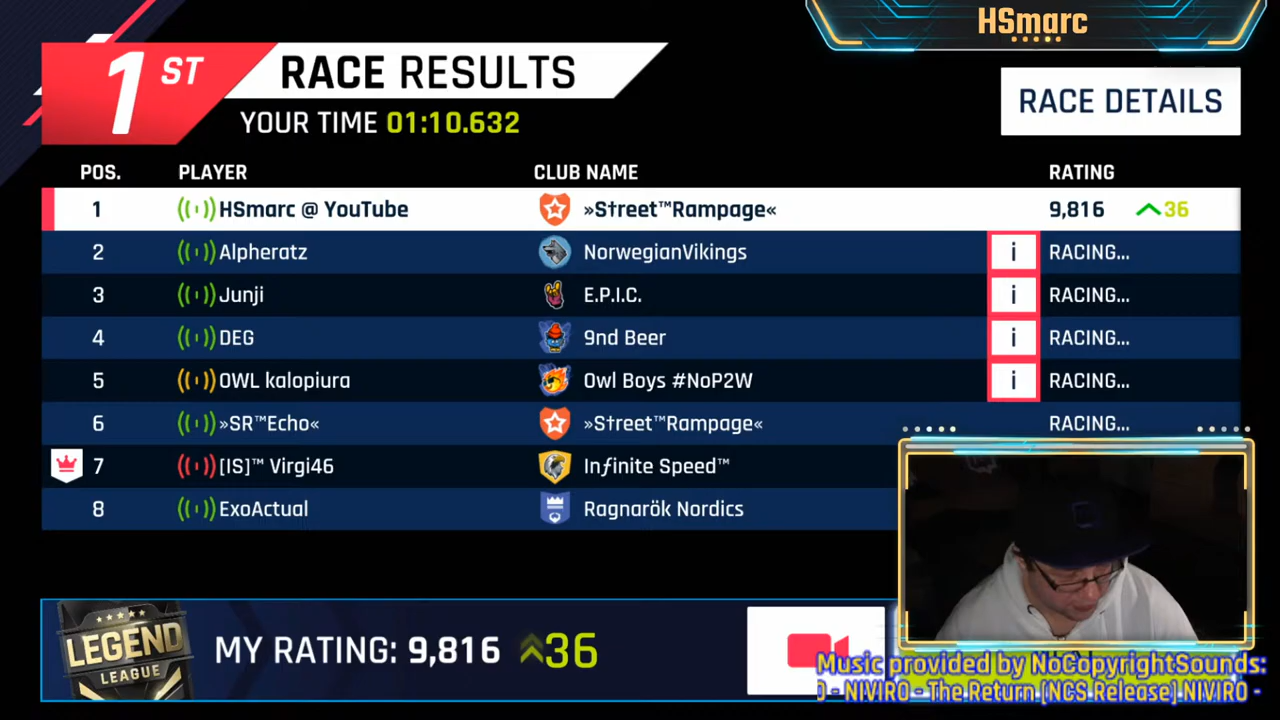 HSmarc
1ST
RACE RESULTS
YOUR TIME 01:10.632
RACE DETAILS
POS. PLAYER CLUB NAME RATING
1 HSmarc @ YouTube »S†reet™Rampage« 9,816 36
2 Alpheratz NorwegianVikings i RACING...
3 Junji E.P.I.C. i RACING...
4 DEG 9nd Beer i RACING...
5 OWL kalopiura Owl Boys #NoP2W i RACING...
6 »SR™Echo« »S†reet™Rampage« RACING...
7 [IS]™ Virgi46 Inƒinite Speed™
8 ExoActual Ragnarök Nordics
LEGEND
LEAGUE
MY RATING: 9,816 36
Music provided by NoCopyrightSounds:
- NIVIRO - The Return [NCS Release] NIVIRO -